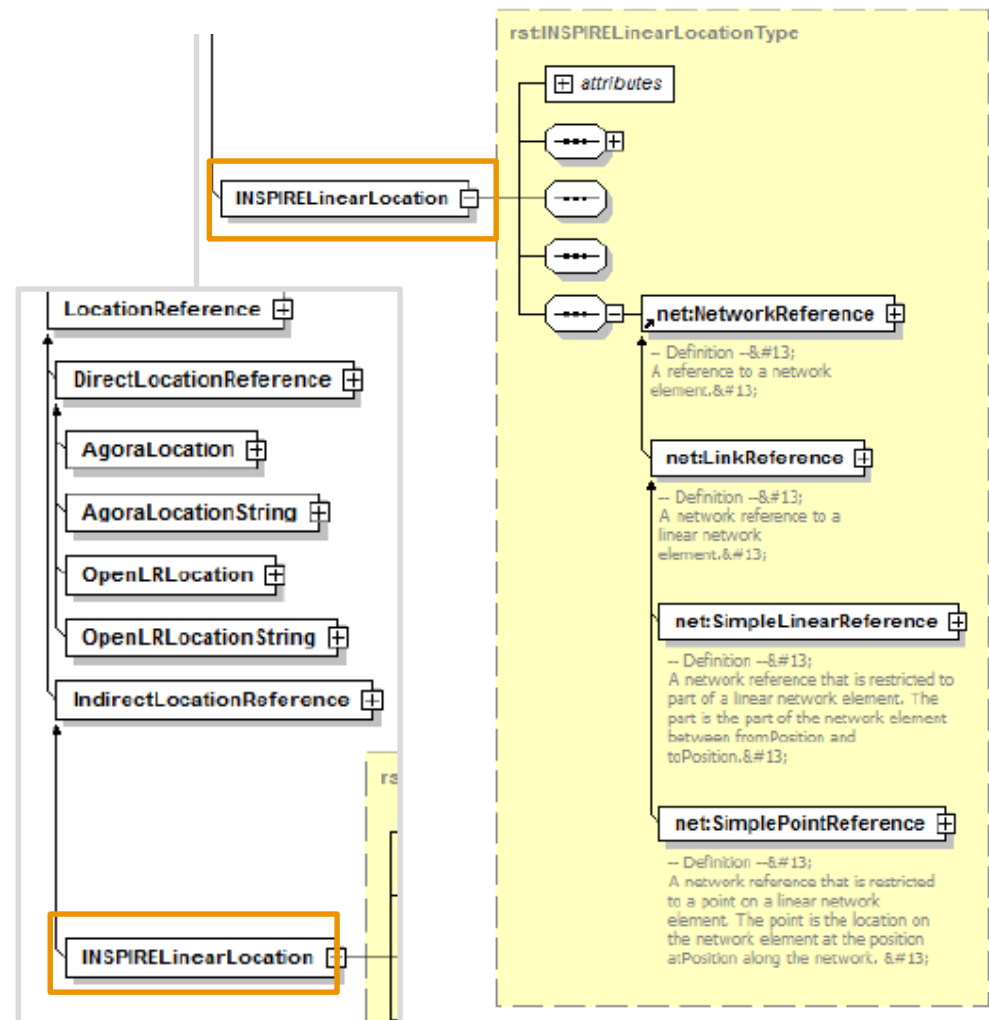 rst:INSPIRELinearLocationType
attributes
INSPIRELinearLocation
net:NetworkReference
-- Definition --&#13;
A reference to a network
element.&#13;
net:LinkReference
-- Definition --&#13;
A network reference to a
linear network
element.&#13;
net:SimpleLinearReference
-- Definition --&#13;
A network reference that is restricted to
part of a linear network element. The
part is the part of the network element
between fromPosition and
toPosition.&#13;
net:SimplePointReference
-- Definition --&#13;
A network reference that is restricted
to a point on a linear network
element. The point is the location on
the network element at the position
atPosition along the network. &#13;
LocationReference
DirectLocationReference
AgoraLocation
AgoraLocationString
OpenLRLocation
OpenLRLocationString
IndirectLocationReference
rs
INSPIRELinearLocation